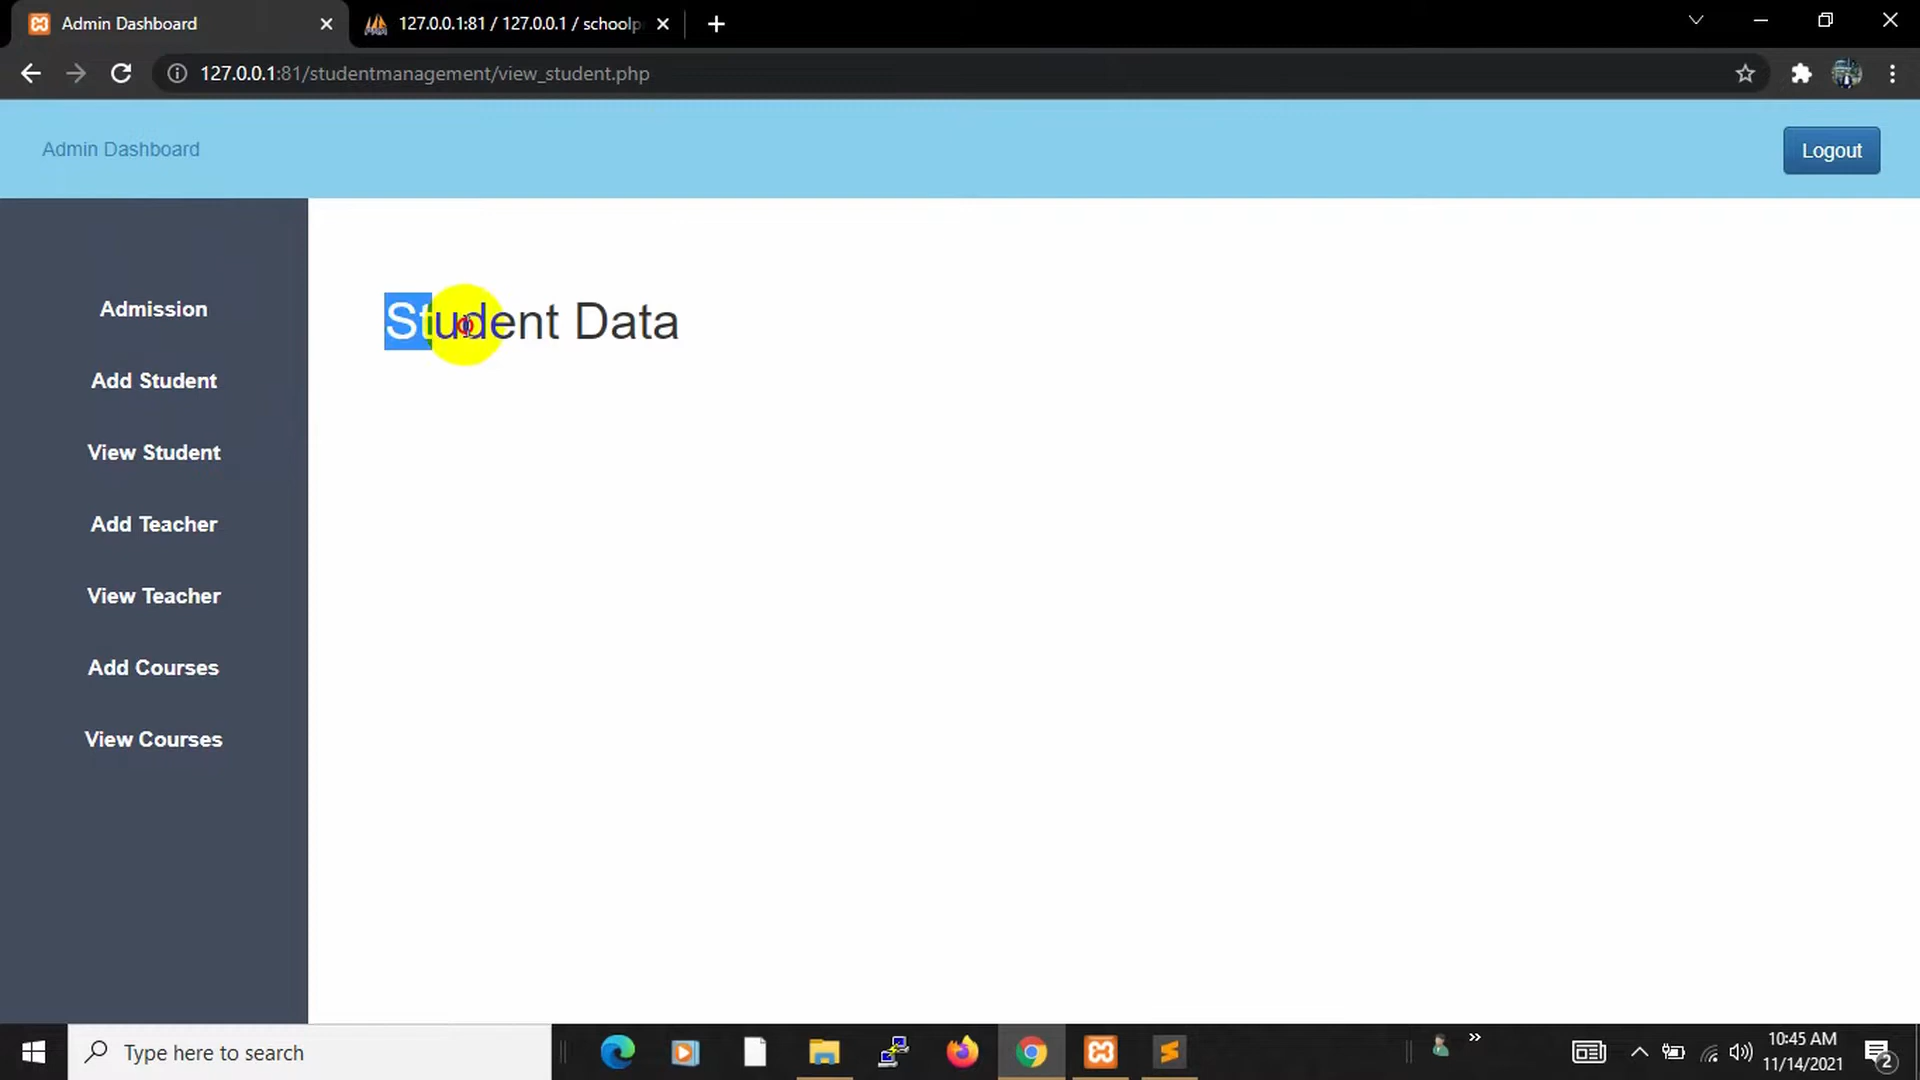 Admin Dashboard
127.0.0.1:81 / 127.0.0.1 / schoolp
127.0.0.1:81/studentmanagement/view_student.php
Admin Dashboard
Logout
Admission
Student Data
Add Student
View Student
Add Teacher
View Teacher
Add Courses
View Courses
Type here to search
10:45 AM
11/14/2021
2